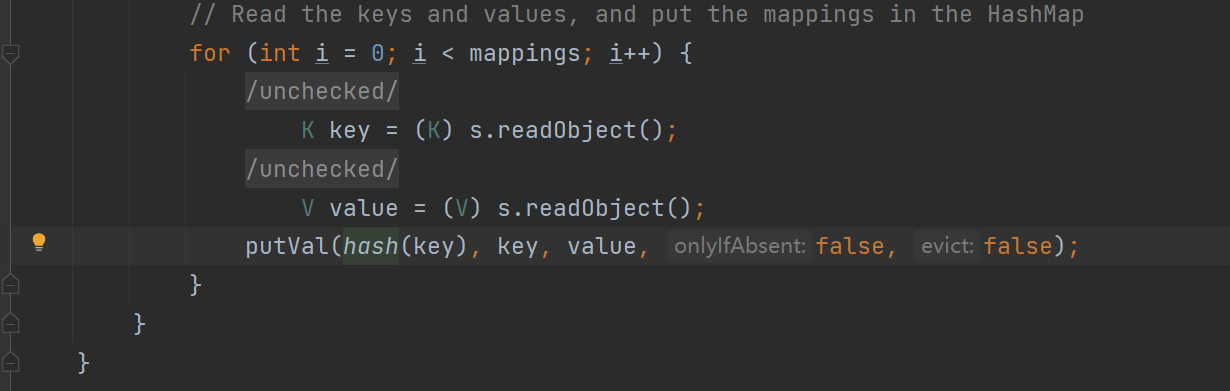 // Read the keys and values, and put the mappings in the HashMap
for (int i = 0; i < mappings; i++) {
/unchecked/
K key = (K) s.readObject();
/unchecked/
V value = (V) s.readObject();
putVal(hash(key), key, value, onlyIfAbsent: false, evict: false);
}
}
}